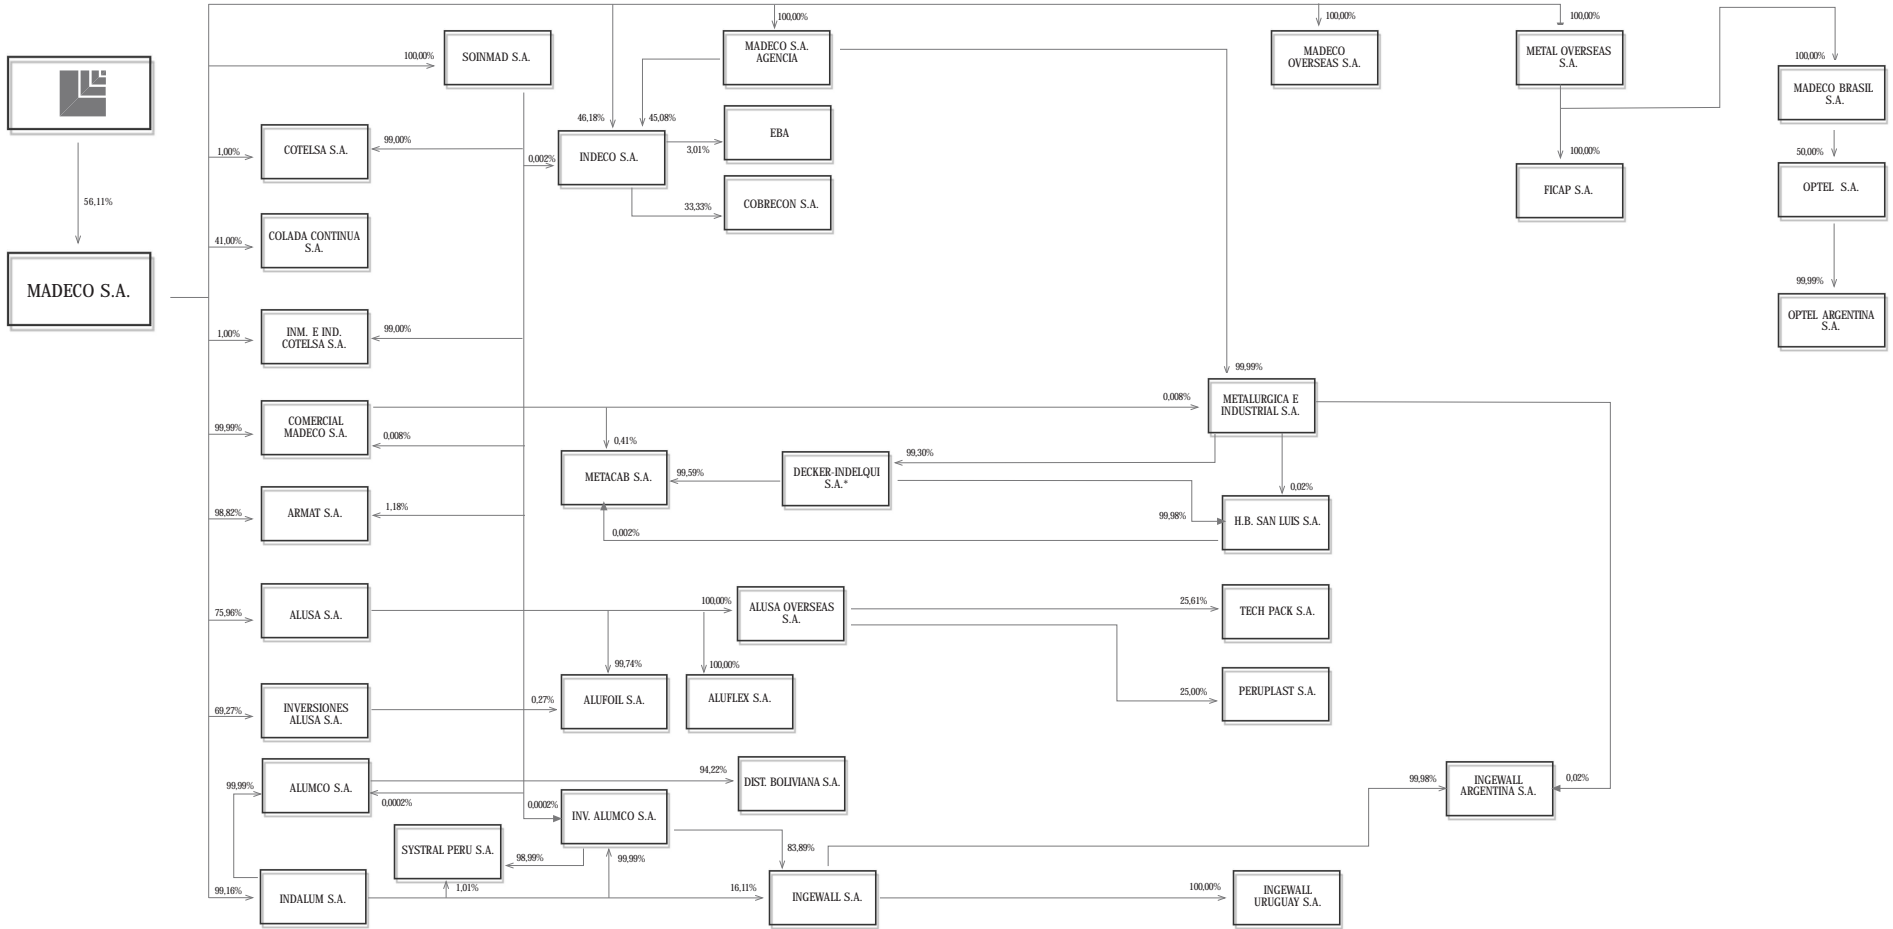 100,00%
100,00%
100,00%
100,00%
SOINMAD S.A.
MADECO S.A.
AGENCIA
MADECO
OVERSEAS S.A.
METAL OVERSEAS
S.A.
100,00%
MADECO BRASIL
S.A.
46,18%
45,08%
EBA
3,01%
INDECO S.A.
0,002%
COTELSA S.A.
1,00%
99,00%
100,00%
50,00%
FICAP S.A.
OPTEL S.A.
33,33%
COBRECON S.A.
56,11%
41,00%
COLADA CONTINUA
S.A.
MADECO S.A.
99,99%
OPTEL ARGENTINA
S.A.
1,00%
INM. E IND.
COTELSA S.A.
99,00%
99,99%
METALURGICA E
INDUSTRIAL S.A.
0,008%
99,99%
COMERCIAL
MADECO S.A.
0,008%
0,41%
99,30%
METACAB S.A.
99,59%
DECKER-INDELQUI
S.A.*
0,02%
98,82%
ARMAT S.A.
1,18%
99,98%
H.B. SAN LUIS S.A.
0,002%
75,96%
ALUSA S.A.
100,00%
ALUSA OVERSEAS
S.A.
25,61%
TECH PACK S.A.
99,74%
100,00%
69,27%
INVERSIONES
ALUSA S.A.
0,27%
ALUFOIL S.A.
ALUFLEX S.A.
25,00%
PERUPLAST S.A.
99,99%
ALUMCO S.A.
94,22%
DIST. BOLIVIANA S.A.
99,98%
INGEWALL
ARGENTINA S.A.
0,02%
0,0002%
0,0002%
INV. ALUMCO S.A.
SYSTRAL PERU S.A.
98,99%
99,99%
83,89%
99,16%
INDALUM S.A.
1,01%
16,11%
INGEWALL S.A.
100,00%
INGEWALL
URUGUAY S.A.